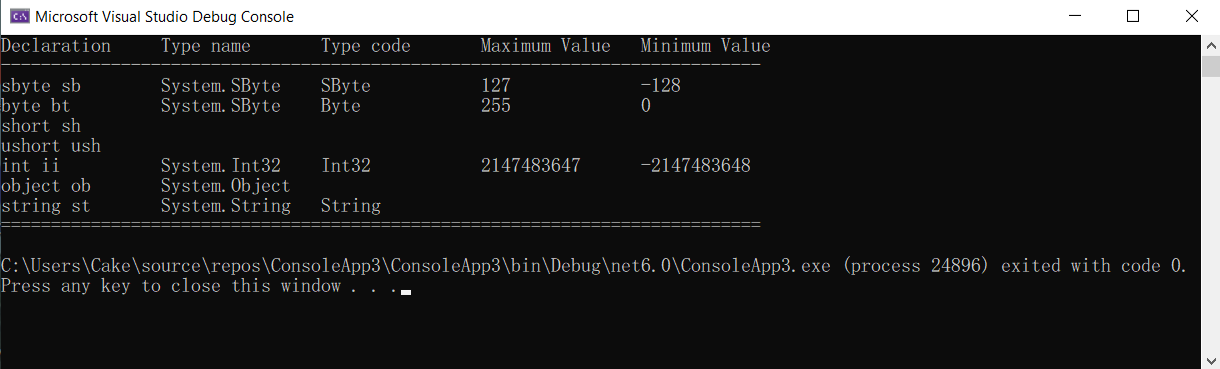 Microsoft Visual Studio Debug Console
Declaration     Type name       Type code       Maximum Value   Minimum Value
----------------------------------------------------------------------------
sbyte sb        System.SByte    SByte           127             -128
byte bt         System.SByte    Byte            255             0
short sh
ushort ush
int ii          System.Int32    Int32           2147483647      -2147483648
object ob       System.Object
string st       System.String   String
============================================================================
C:\Users\Cake\source\repos\ConsoleApp3\ConsoleApp3\bin\Debug\net6.0\ConsoleApp3.exe (process 24896) exited with code 0.
Press any key to close this window . . .